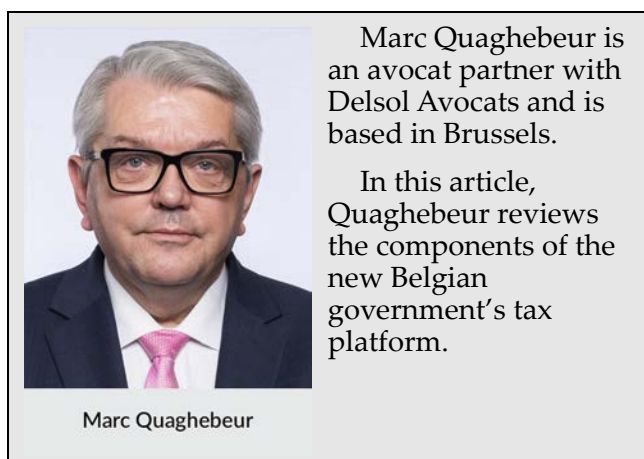 Marc Quaghebeur is
an avocat partner with
Delsol Avocats and is
based in Brussels.
In this article,
Quaghebeur reviews
the components of the
new Belgian
government’s tax
platform.
Marc Quaghebeur